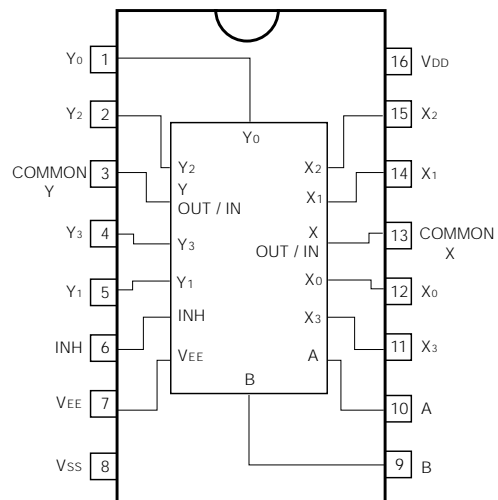 Y0 1
16 VDD
Y2 2
15 X2
Y0
COMMON 3
Y
14 X1
Y2
X2
Y
OUT / IN
X1
Y3 4
13 COMMON
X
X
OUT / IN
Y3
Y1 5
12 X0
Y1
X0
INH
X3
INH 6
11 X3
VEE
A
B
VEE 7
10 A
VSS 8
9 B